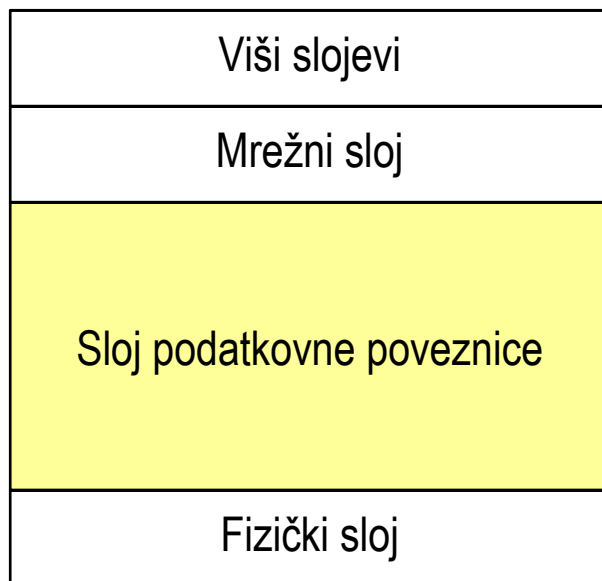 Viši slojevi
Mrežni sloj
Sloj podatkovne poveznice
Fizički sloj